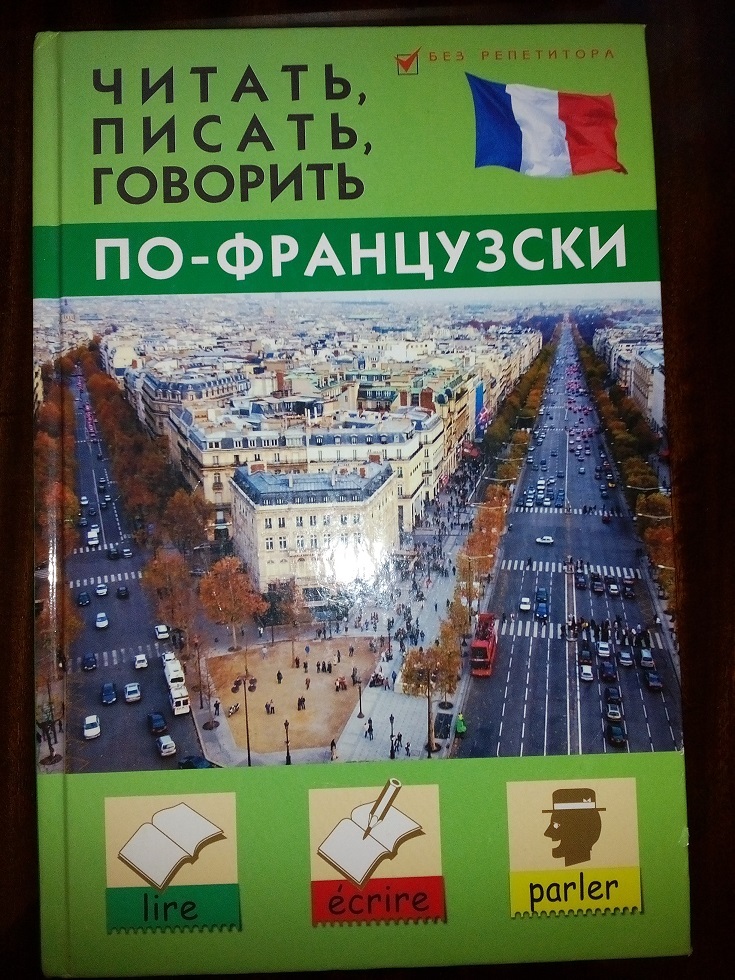 БЕЗ РЕПЕТИТОРА
ЧИТАТЬ,
ПИСАТЬ,
ГОВОРИТЬ
ПО-ФРАНЦУЗСКИ
lire
écrire
parler